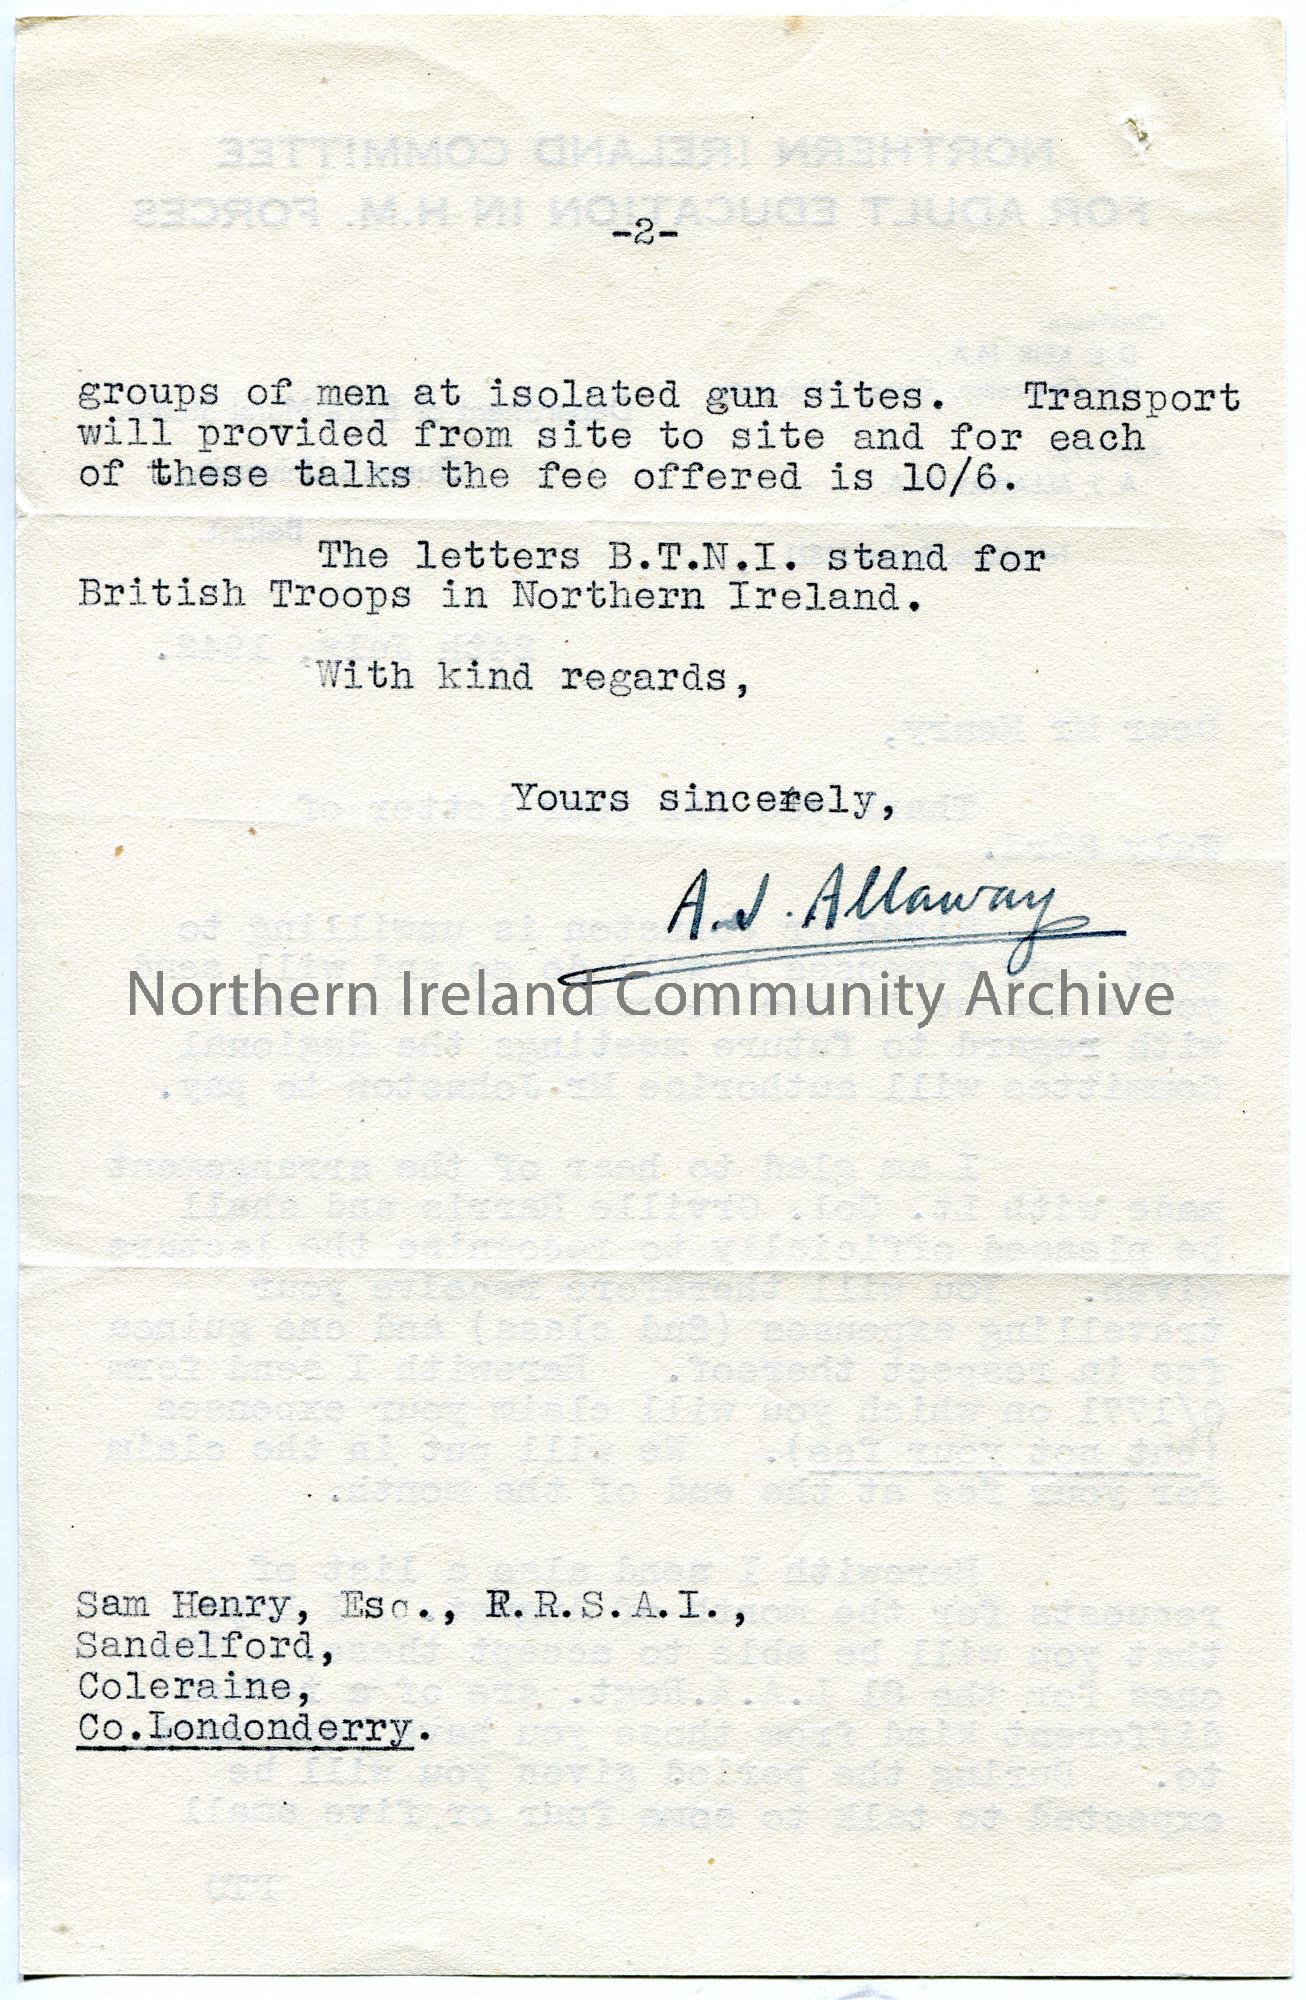 -2-
groups of men at isolated gun sites. Transport
will provided from site to site and for each
of these talks the fee offered is 10/6.
The letters B.T.N.I. stand for
British Troops in Northern Ireland.
With kind regards,
Yours sincerely,
A.J. Allaway
Northern Ireland Community Archive
Sam Henry, Esq., F.R.S.A.I.,
Sandelford,
Coleraine,
Co.Londonderry.